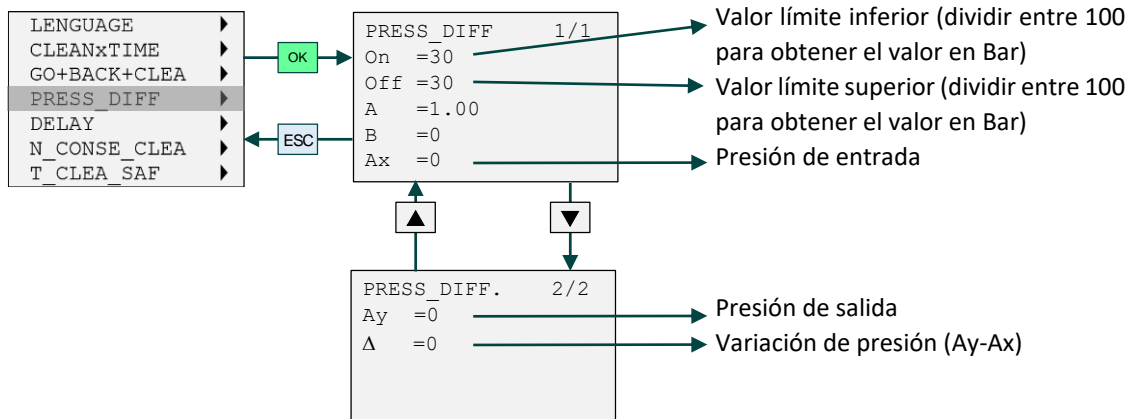 LENGUAGE
CLEANxTIME
GO+BACK+CLEA
PRESS_DIFF
DELAY
N_CONSE_CLEA
T_CLEA_SAF
OK
ESC
PRESS_DIFF 1/1
On =30
Off =30
A =1.00
B =0
Ax =0
Valor límite inferior (dividir entre 100
para obtener el valor en Bar)
Valor límite superior (dividir entre 100
para obtener el valor en Bar)
Presión de entrada
PRESS_DIFF. 2/2
Ay =0
Δ =0
Presión de salida
Variación de presión (Ay-Ax)